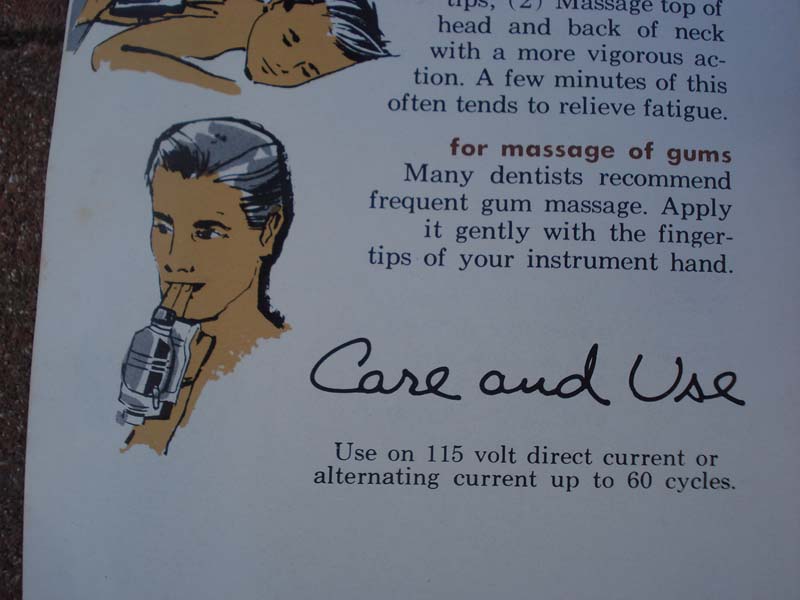 tips, (2) Massage top of
head and back of neck
with a more vigorous ac-
tion. A few minutes of this
often tends to relieve fatigue.
for massage of gums
Many dentists recommend
frequent gum massage. Apply
it gently with the finger-
tips of your instrument hand.
Care and Use
Use on 115 volt direct current or
alternating current up to 60 cycles.